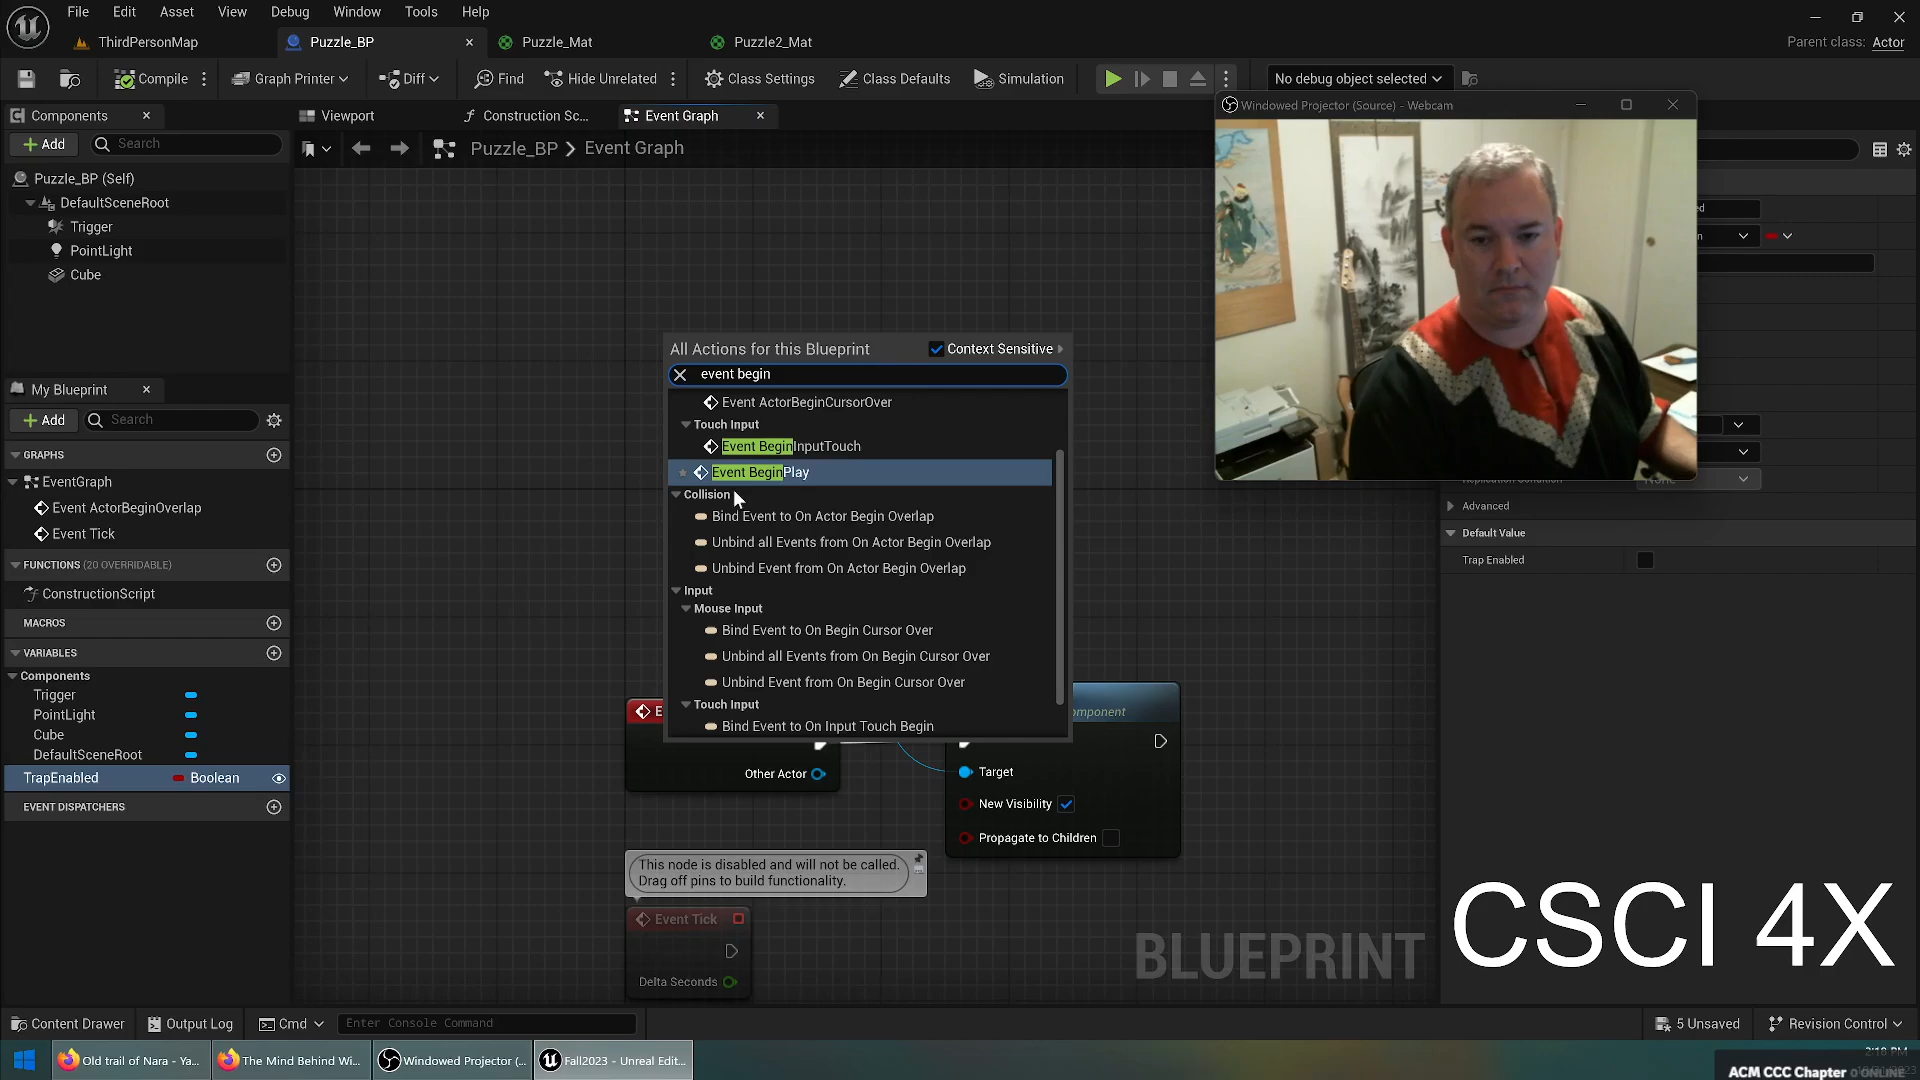 File Edit Asset View Debug Window Tools Help
ThirdPersonMap Puzzle_BP Puzzle_Mat Puzzle2_Mat Parent class: Actor
Compile Graph Printer Diff Find Hide Unrelated Class Settings Class Defaults Simulation No debug object selected
Components Viewport Construction Sc... Event Graph Windowed Projector (Source) - Webcam
Add Search Puzzle_BP > Event Graph
Puzzle_BP (Self)
DefaultSceneRoot
Trigger
PointLight
Cube
My Blueprint
Add Search
GRAPHS
EventGraph
Event ActorBeginOverlap
Event Tick
FUNCTIONS (20 OVERRIDABLE)
ConstructionScript
MACROS
VARIABLES
Components
Trigger
PointLight
Cube
DefaultSceneRoot
TrapEnabled Boolean
EVENT DISPATCHERS
All Actions for this Blueprint Context Sensitive
event begin
Event ActorBeginCursorOver
Touch Input
Event BeginInputTouch
Event BeginPlay
Collision
Bind Event to On Actor Begin Overlap
Unbind all Events from On Actor Begin Overlap
Unbind Event from On Actor Begin Overlap
Input
Mouse Input
Bind Event to On Begin Cursor Over
Unbind all Events from On Begin Cursor Over
Unbind Event from On Begin Cursor Over
Touch Input
Bind Event to On Input Touch Begin
E
omponent
Other Actor
Target
New Visibility
Propagate to Children
This node is disabled and will not be called.
Drag off pins to build functionality.
Event Tick
Delta Seconds
BLUEPRINT
Advanced
Default Value
Trap Enabled
CSCI 4X
Content Drawer Output Log Cmd Enter Console Command 5 Unsaved Revision Control
Old trail of Nara - Ya... The Mind Behind Wi... Windowed Projector (... Fall2023 - Unreal Edit...
2:18 PM
ACM CCC Chapter 0 ONLINE